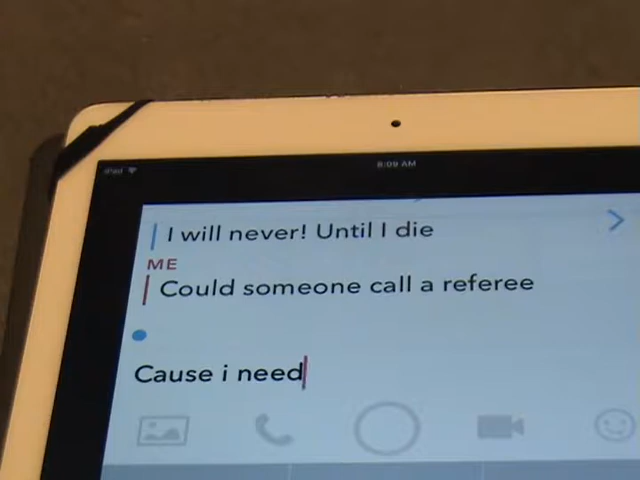 iPad
8:09 AM
I will never! Until I die
ME
Could someone call a referee
Cause i need